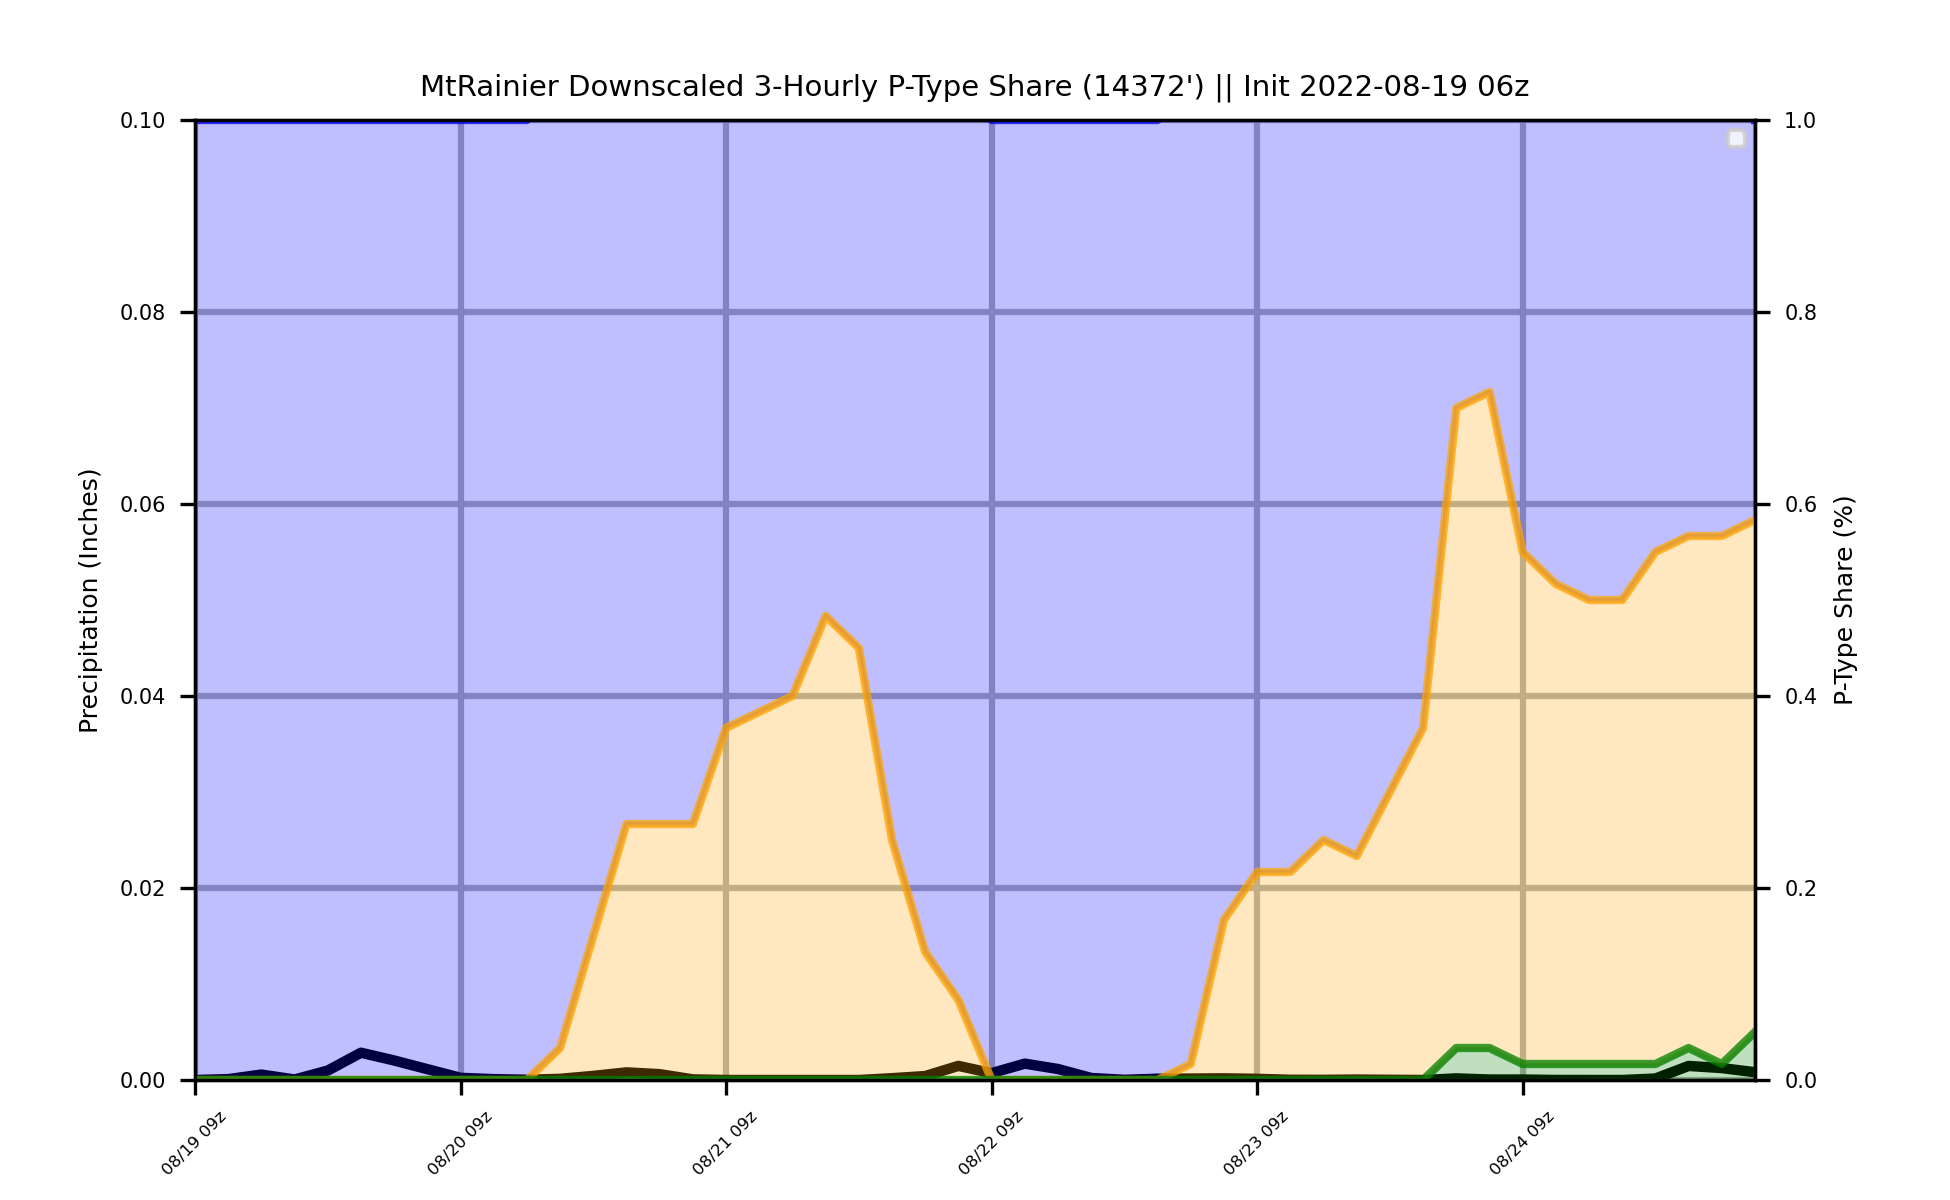 MtRainier Downscaled 3-Hourly P-Type Share (14372') || Init 2022-08-19 06z
0.10
0.08
0.06
0.04
0.02
0.00
Precipitation (Inches)
1.0
0.8
0.6
0.4
0.2
0.0
P-Type Share (%)
08/19 09z
08/20 09z
08/21 09z
08/22 09z
08/23 09z
08/24 09z